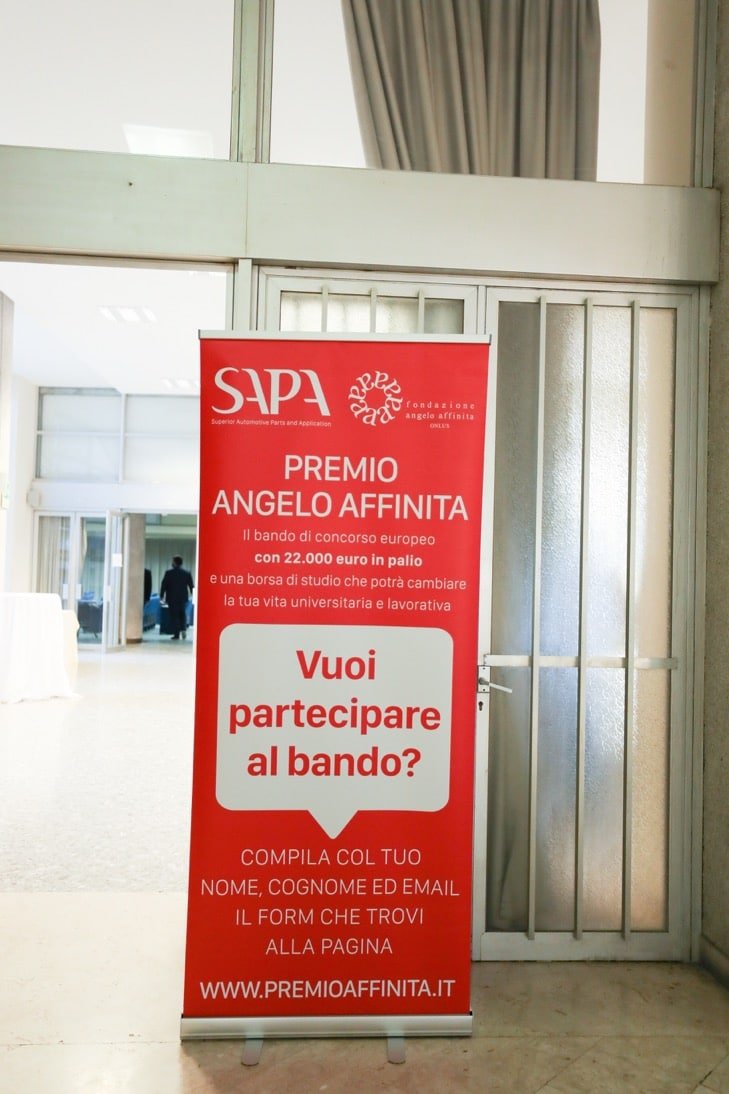 SAPA
Superior Automotive Parts and Application
fondazione
angelo affinita
ONLUS
PREMIO
ANGELO AFFINITA
Il bando di concorso europeo
con 22.000 euro in palio
e una borsa di studio che potrà cambiare
la tua vita universitaria e lavorativa
Vuoi
partecipare
al bando?
COMPILA COL TUO
NOME, COGNOME ED EMAIL
IL FORM CHE TROVI
ALLA PAGINA
WWW.PREMIOAFFINITA.IT